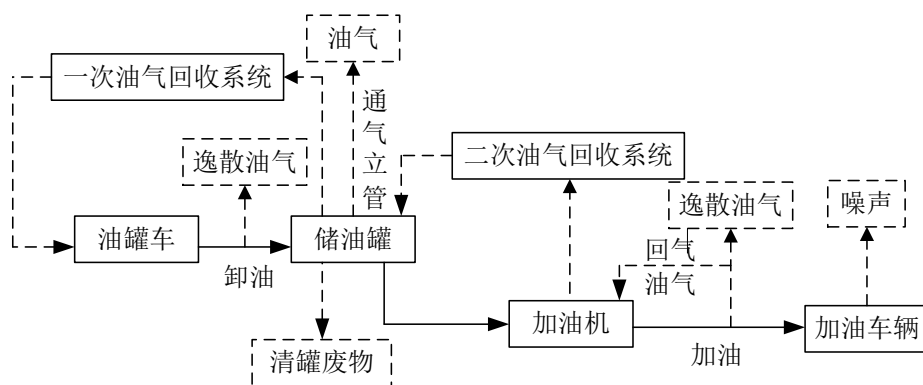 油气
一次油气回收系统
通气立管
逸散油气
二次油气回收系统
逸散油气
噪声
油罐车
卸油
储油罐
回气
油气
加油机
加油
加油车辆
清罐废物